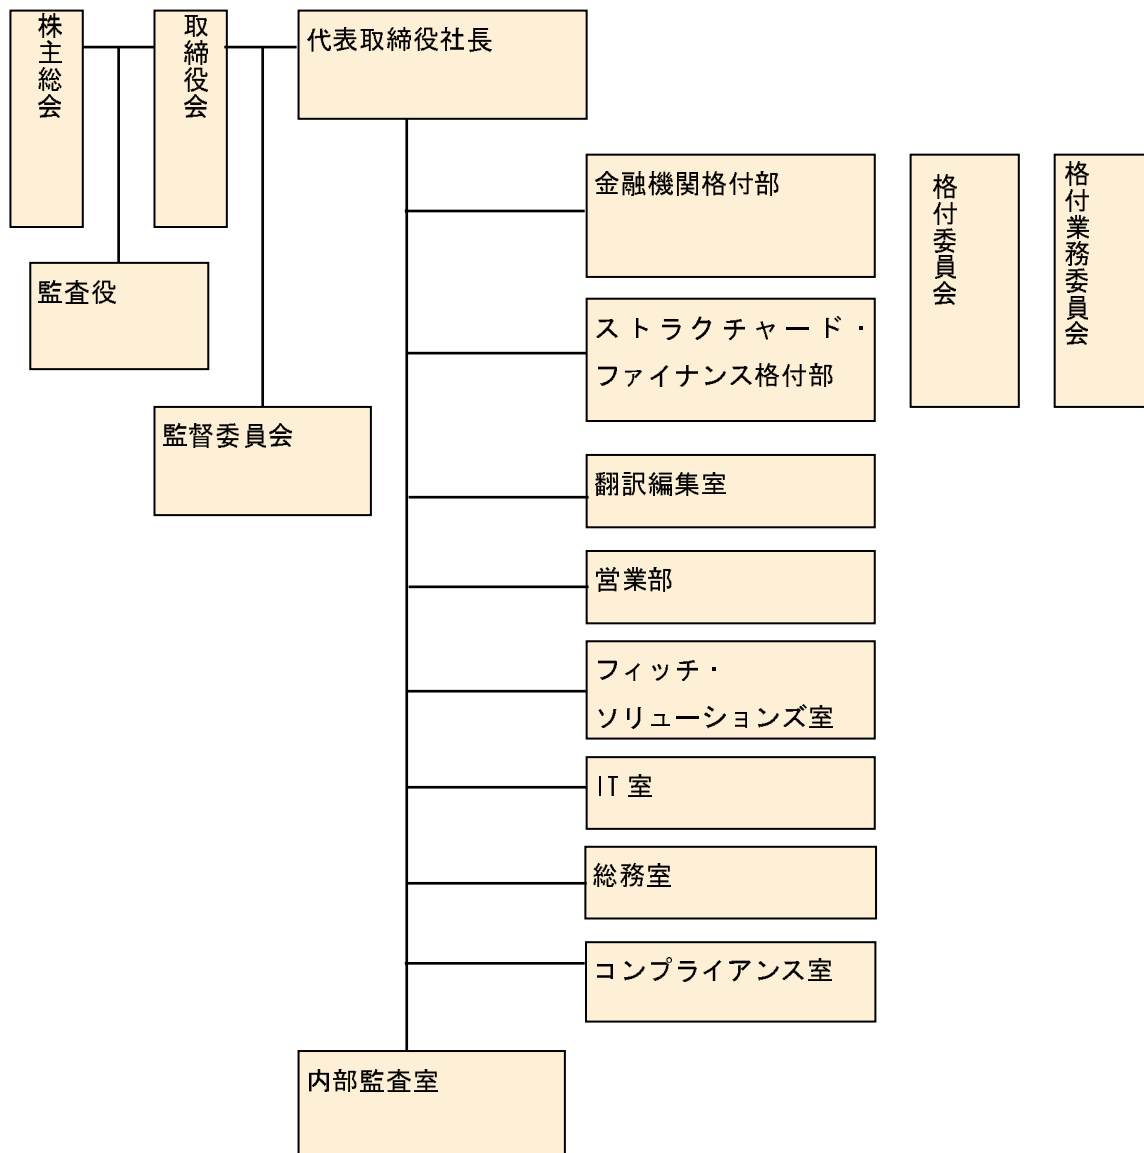 株主総会
取締役会
代表取締役社長
金融機関格付部
格付委員会
格付業務委員会
監査役
ストラクチャード・
ファイナンス格付部
監督委員会
翻訳編集室
営業部
フィッチ・
ソリューションズ室
IT 室
総務室
コンプライアンス室
内部監査室